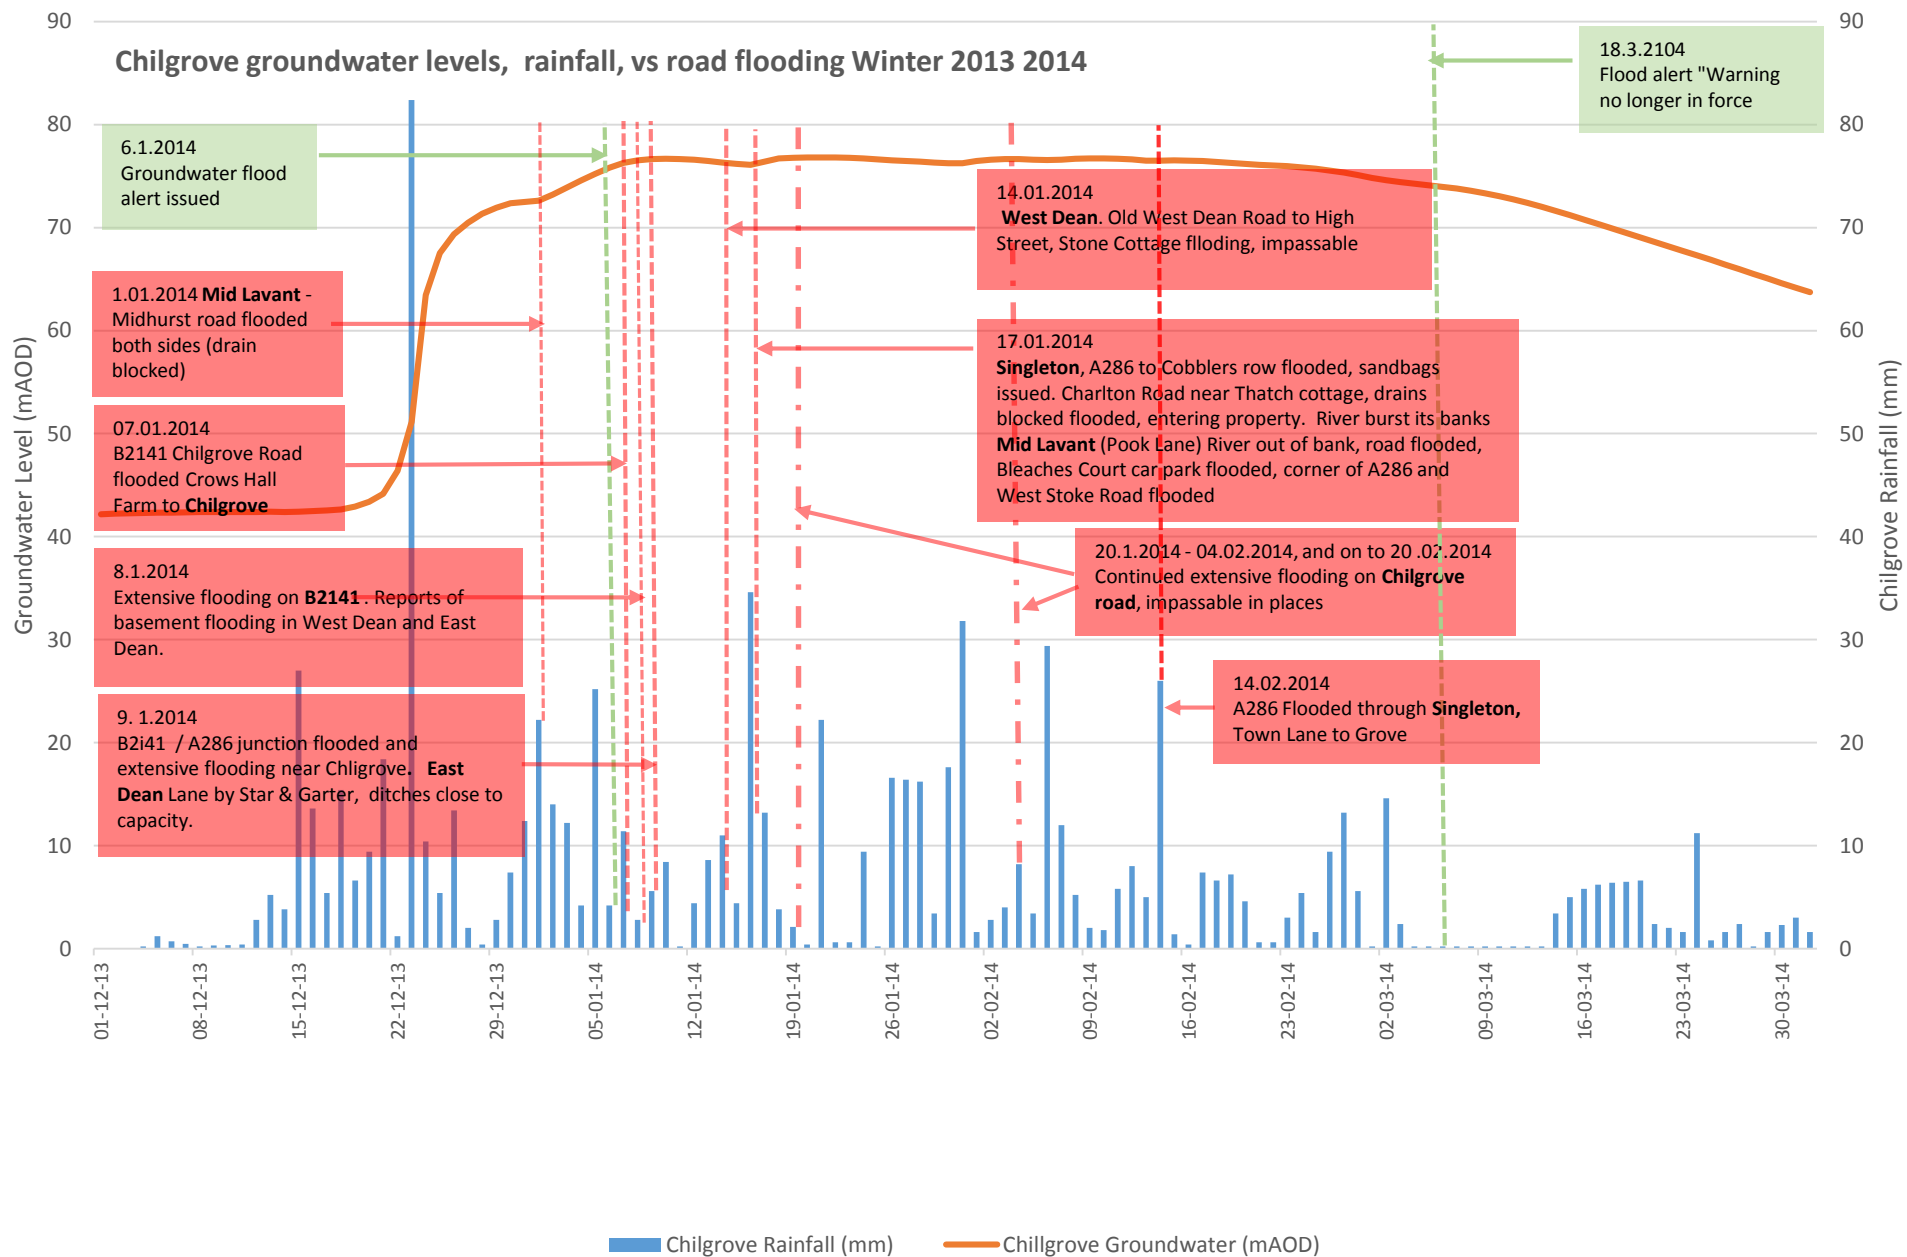 Chilgrove groundwater levels, rainfall, vs road flooding Winter 2013 2014
90
80
70
60
50
40
30
20
10
0
Groundwater Level (mAOD)
90
80
70
60
50
40
30
20
10
0
Chilgrove Rainfall (mm)
18.3.2104
Flood alert "Warning
no longer in force
6.1.2014
Groundwater flood
alert issued
1.01.2014 Mid Lavant -
Midhurst road flooded
both sides (drain
blocked)
07.01.2014
B2141 Chilgrove Road
flooded Crows Hall
Farm to Chilgrove
8.1.2014
Extensive flooding on B2141 . Reports of
basement flooding in West Dean and East
Dean.
9. 1.2014
B2i41 / A286 junction flooded and
extensive flooding near Chligrove. East
Dean Lane by Star & Garter, ditches close to
capacity.
14.01.2014
West Dean. Old West Dean Road to High
Street, Stone Cottage flloding, impassable
17.01.2014
Singleton, A286 to Cobblers row flooded, sandbags
issued. Charlton Road near Thatch cottage, drains
blocked flooded, entering property. River burst its banks
Mid Lavant (Pook Lane) River out of bank, road flooded,
Bleaches Court car park flooded, corner of A286 and
West Stoke Road flooded
20.1.2014 - 04.02.2014, and on to 20 .02.2014
Continued extensive flooding on Chilgrove
road, impassable in places
14.02.2014
A286 Flooded through Singleton,
Town Lane to Grove
01-12-13
08-12-13
15-12-13
22-12-13
29-12-13
05-01-14
12-01-14
19-01-14
26-01-14
02-02-14
09-02-14
16-02-14
23-02-14
02-03-14
09-03-14
16-03-14
23-03-14
30-03-14
Chilgrove Rainfall (mm)
Chillgrove Groundwater (mAOD)